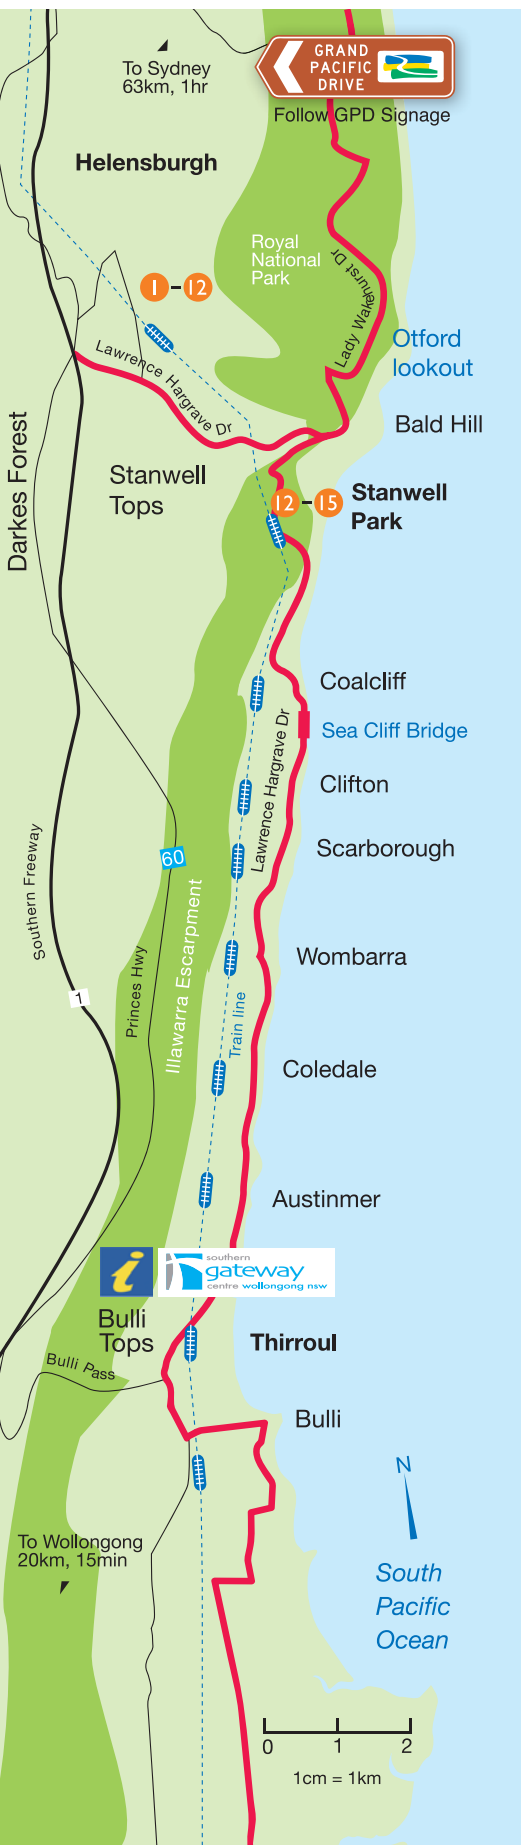 GRAND
PACIFIC
DRIVE
To Sydney
63km, 1hr
Follow GPD Signage
Helensburgh
Royal
National
Park
Lady Wakehurst Dr
1-12
Otford
lookout
Lawrence Hargrave Dr
Bald Hill
Darkes Forest
Stanwell
Tops
12-15
Stanwell
Park
Coalcliff
Sea Cliff Bridge
Lawrence Hargrave Dr
Clifton
Scarborough
60
Southern Freeway
Illawarra Escarpment
Princes Hwy
Wombarra
1
Train line
Coledale
Austinmer
i
southern
gateway
centre wollongong nsw
Bulli
Tops
Thirroul
Bulli Pass
Bulli
N
To Wollongong
20km, 15min
South
Pacific
Ocean
0 1 2
1cm = 1km